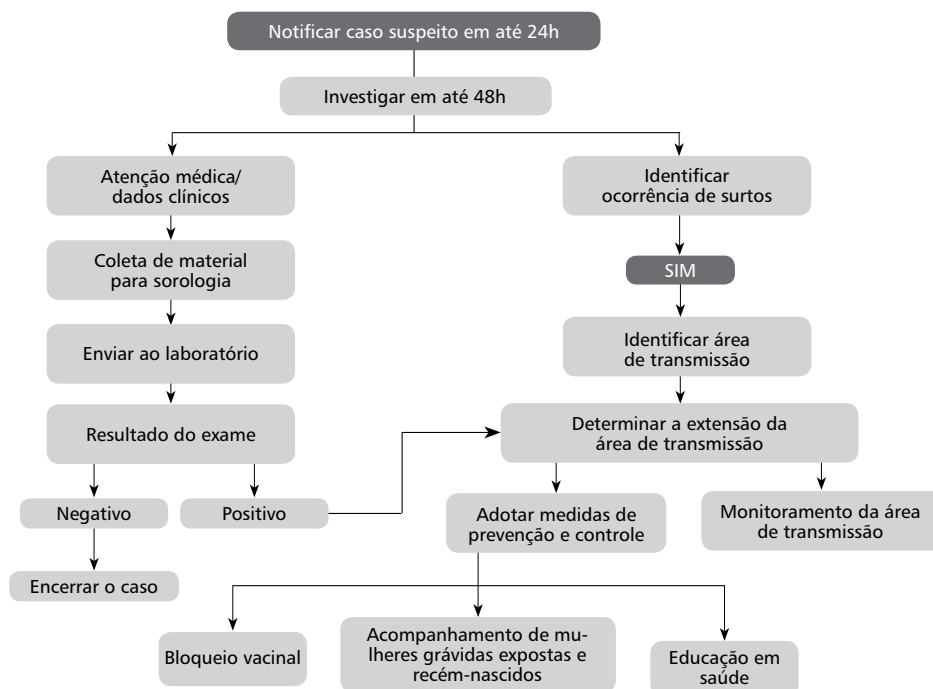 Notificar caso suspeito em até 24h
Investigar em até 48h
Atenção médica/
dados clínicos
Identificar
ocorrência de surtos
Coleta de material
para sorologia
SIM
Enviar ao laboratório
Identificar área
de transmissão
Resultado do exame
Determinar a extensão da
área de transmissão
Negativo
Positivo
Adotar medidas de
prevenção e controle
Monitoramento da área
de transmissão
Encerrar o caso
Bloqueio vacinal
Acompanhamento de mu-
lheres grávidas expostas e
recém-nascidos
Educação em
saúde